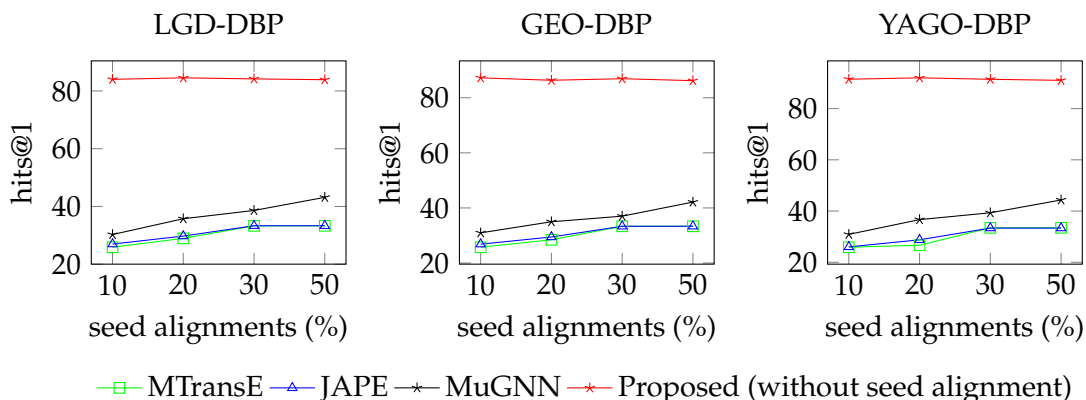 LGD-DBP
GEO-DBP
YAGO-DBP
hits@1
80
60
40
20
10 20 30 50
seed alignments (%)
hits@1
80
60
40
20
10 20 30 50
seed alignments (%)
hits@1
80
60
40
20
10 20 30 50
seed alignments (%)
MTransE JAPE MuGNN Proposed (without seed alignment)